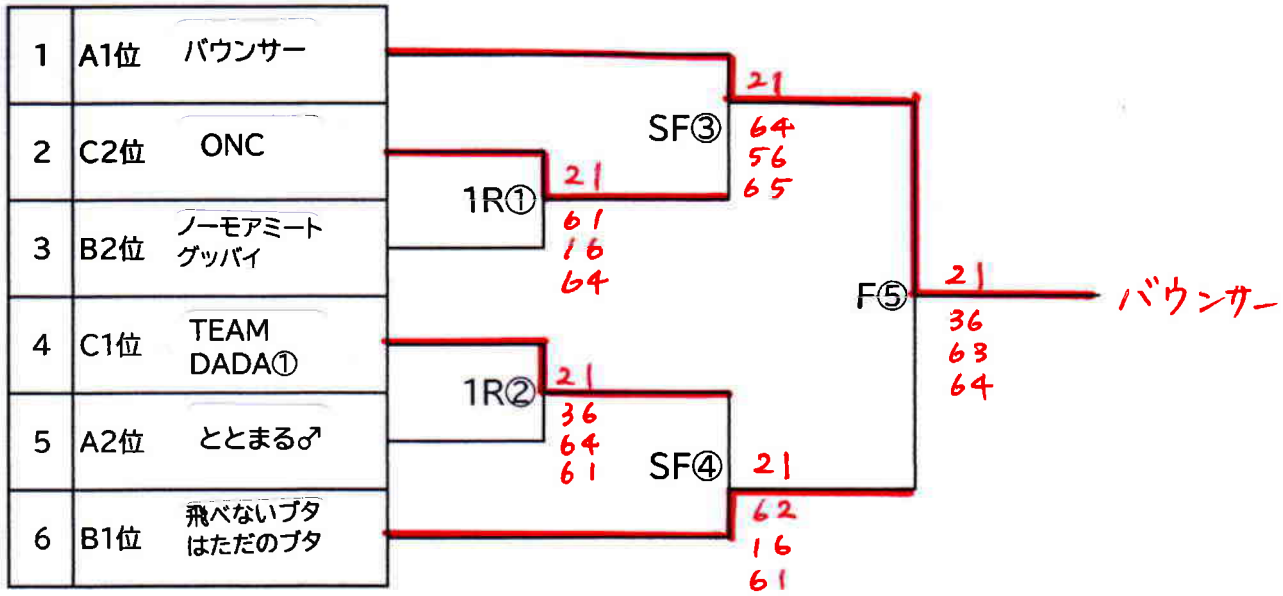 1 A1位 バウンサー
2 C2位 ONC
3 B2位 ノーモアミート
グッバイ
4 C1位 TEAM
DADA①
5 A2位 ととまる♂
6 B1位 飛べないブタ
はただのブタ
1R①
21
61
16
64
1R②
21
36
64
61
SF③
21
64
56
65
SF④
21
62
16
61
F⑤
21
36
63
64
バウンサー